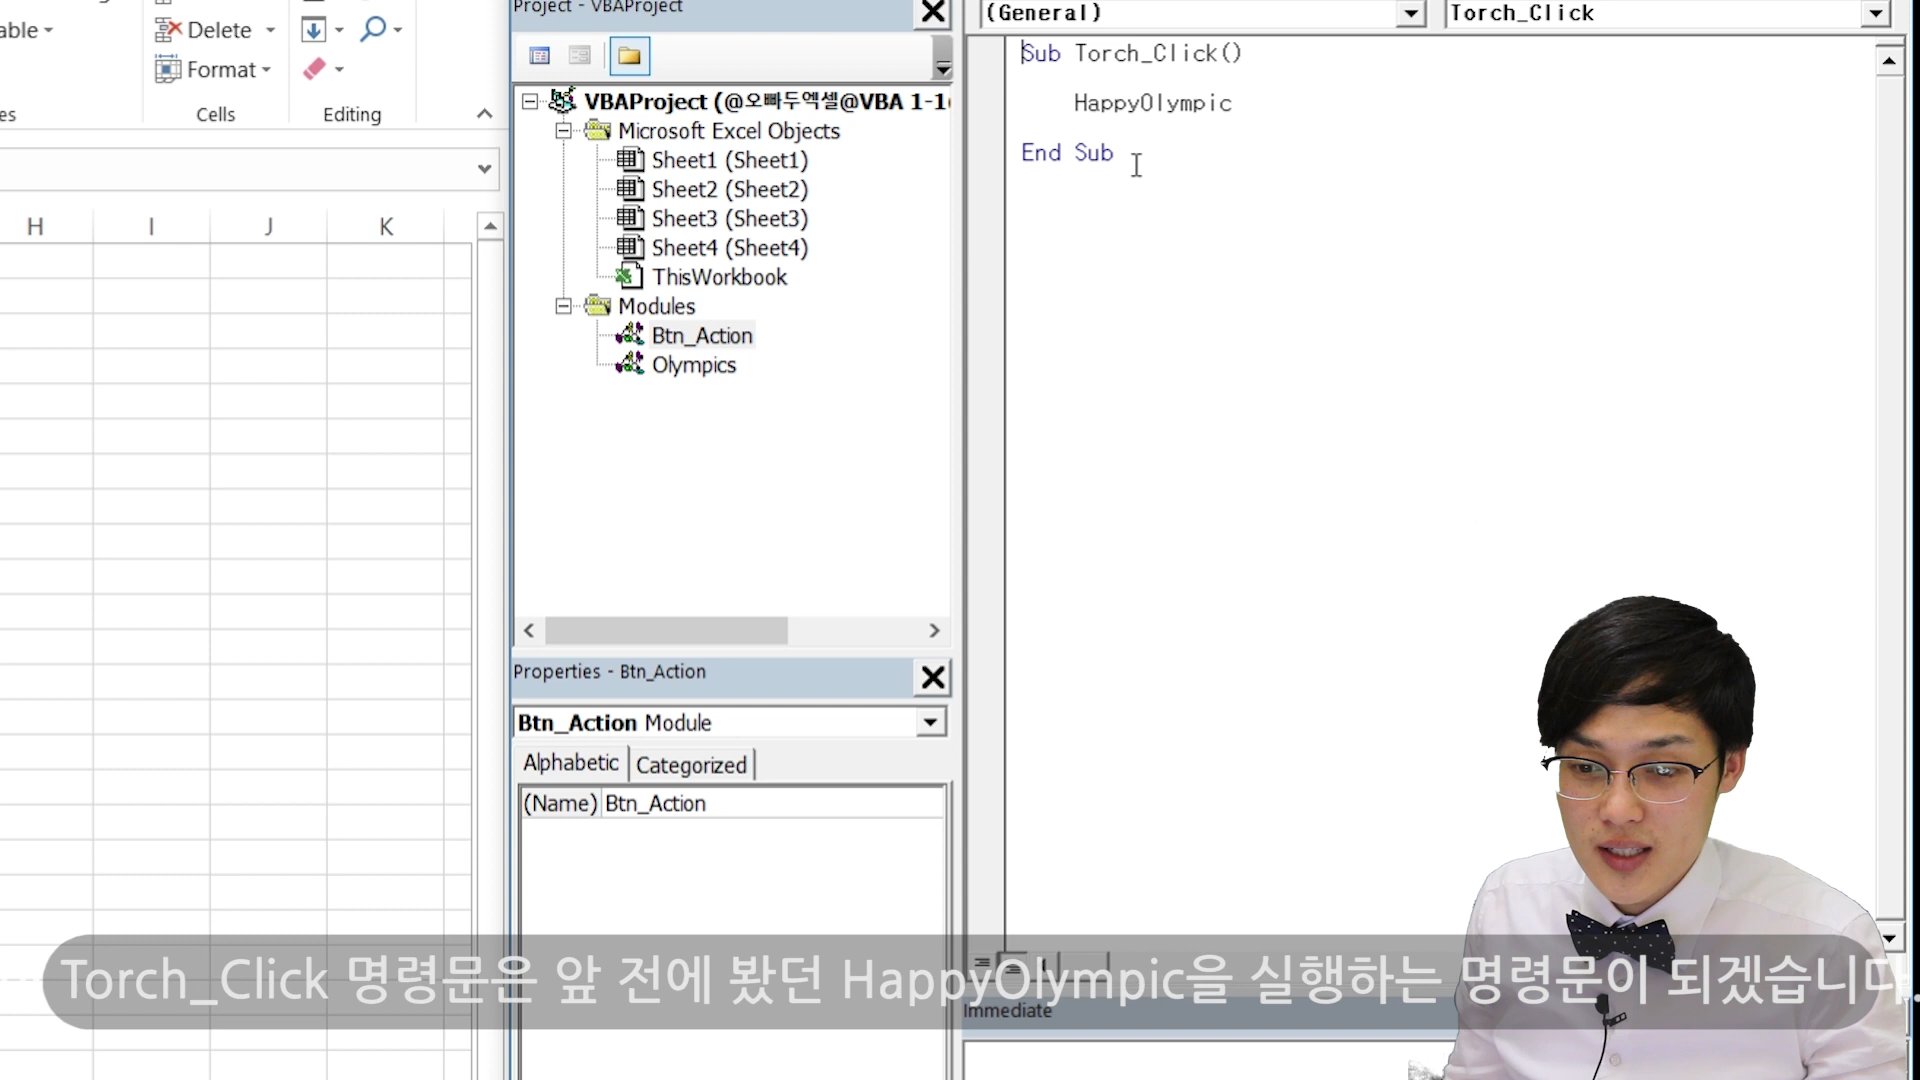 able
es
Delete
Format
Cells
Editing
H I J K
Project - VBAProject
VBAProject (@오빠두엑셀@VBA 1-1
Microsoft Excel Objects
Sheet1 (Sheet1)
Sheet2 (Sheet2)
Sheet3 (Sheet3)
Sheet4 (Sheet4)
ThisWorkbook
Modules
Btn_Action
Olympics
Properties - Btn_Action
Btn_Action Module
Alphabetic Categorized
(Name) Btn_Action
(General) Torch_Click
Sub Torch_Click()
HappyOlympic
End Sub
Torch_Click 명령문은 앞 전에 봤던 HappyOlympic을 실행하는 명령문이 되겠습니다.
Immediate